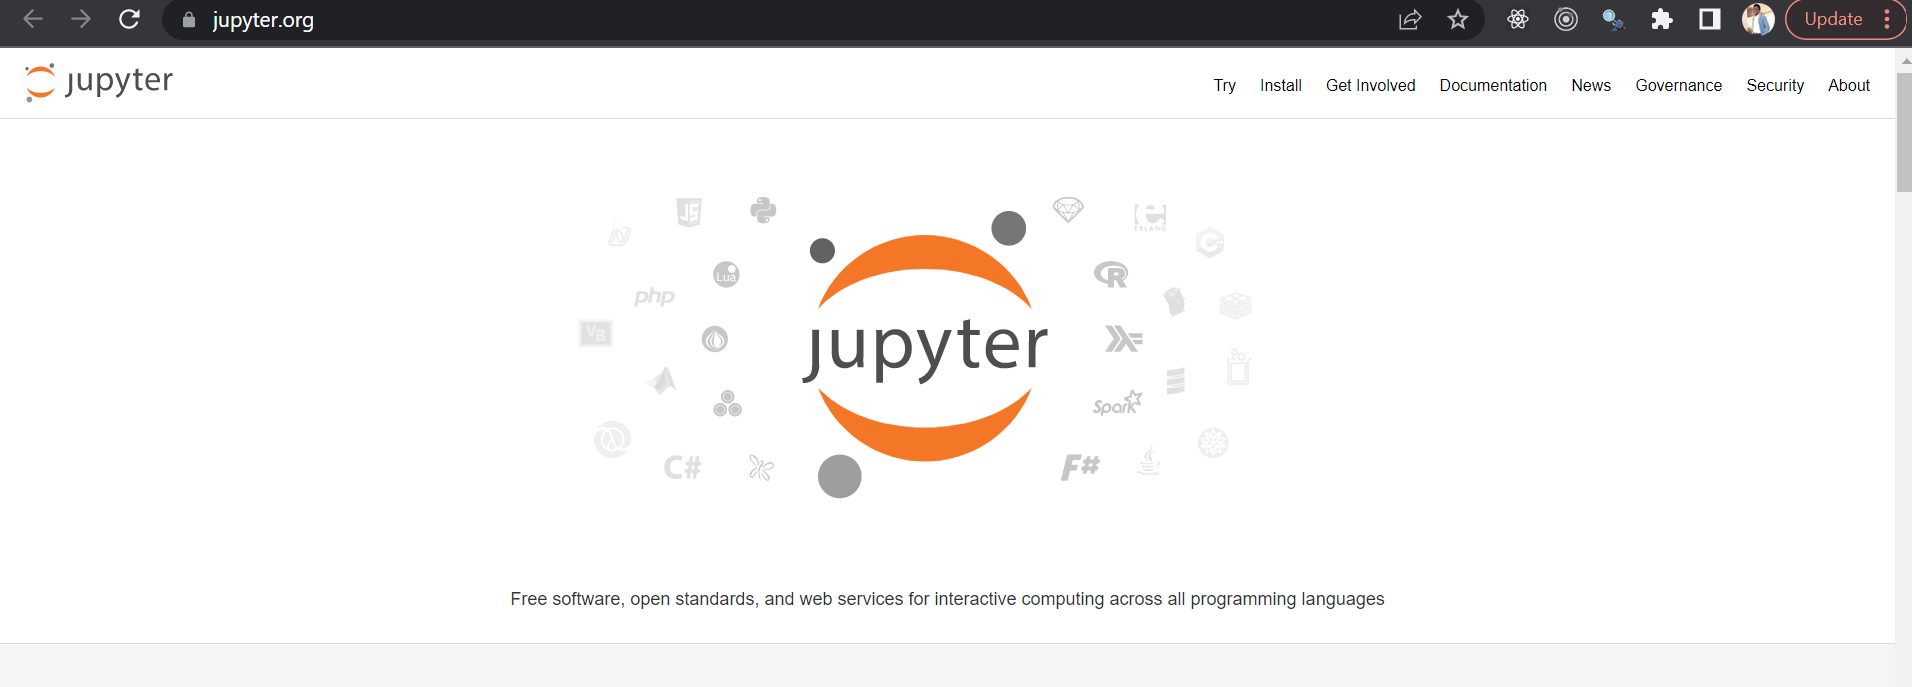 jupyter.org
Update
jupyter
Try Install Get Involved Documentation News Governance Security About
JS
ERLANG
Lua
R
php
VB
jupyter
Spark
C#
F#
Free software, open standards, and web services for interactive computing across all programming languages